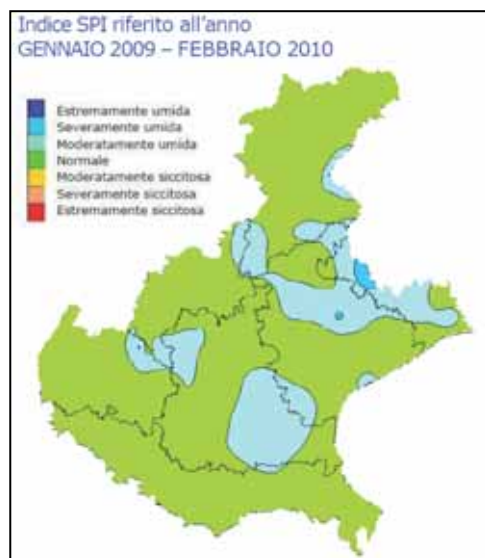 Indice SPI riferito all'anno
GENNAIO 2009 – FEBBRAIO 2010
Estremamente umida
Severamente umida
Moderatamente umida
Normale
Moderatamente siccitosa
Severamente siccitosa
Estremamente siccitosa